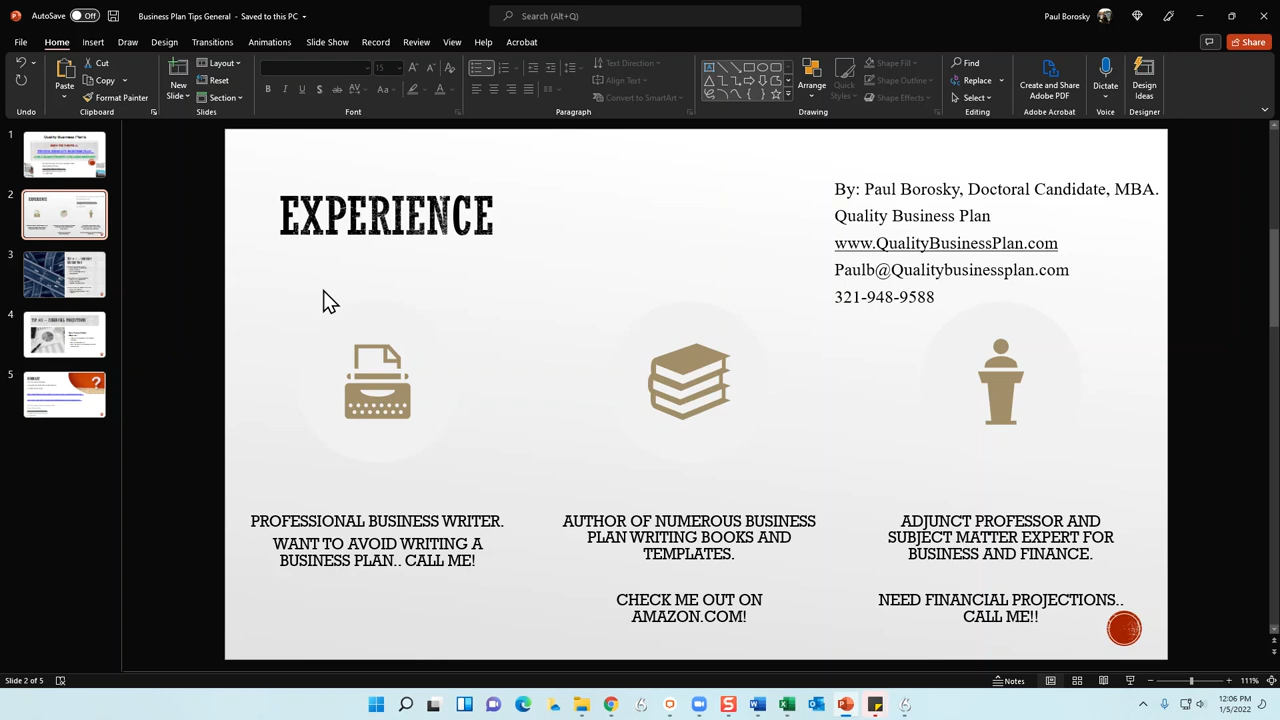 AutoSave
Off
Business Plan Tips General - Saved to this PC
Search (Alt+Q)
Paul Borosky
File
Home
Insert
Draw
Design
Transitions
Animations
Slide Show
Record
Review
View
Help
Acrobat
Share
Paste
Cut
Copy
Format Painter
Clipboard
New
Slide
Layout
Reset
Section
Slides
15
Font
Text Direction
Align Text
Convert to SmartArt
Paragraph
Arrange
Quick
Styles
Shape Fill
Shape Outline
Shape Effects
Drawing
Find
Replace
Select
Editing
Create and Share
Adobe PDF
Adobe Acrobat
Dictate
Voice
Design
Ideas
Designer
1
2
3
4
5
EXPERIENCE
By: Paul Borosky, Doctoral Candidate, MBA.
Quality Business Plan
www.QualityBusinessPlan.com
Paulb@Qualitybusinessplan.com
321-948-9588
PROFESSIONAL BUSINESS WRITER.
WANT TO AVOID WRITING A
BUSINESS PLAN.. CALL ME!
AUTHOR OF NUMEROUS BUSINESS
PLAN WRITING BOOKS AND
TEMPLATES.
CHECK ME OUT ON
AMAZON.COM!
ADJUNCT PROFESSOR AND
SUBJECT MATTER EXPERT FOR
BUSINESS AND FINANCE.
NEED FINANCIAL PROJECTIONS..
CALL ME!!
Slide 2 of 5
Notes
111%
12:06 PM
1/5/2022